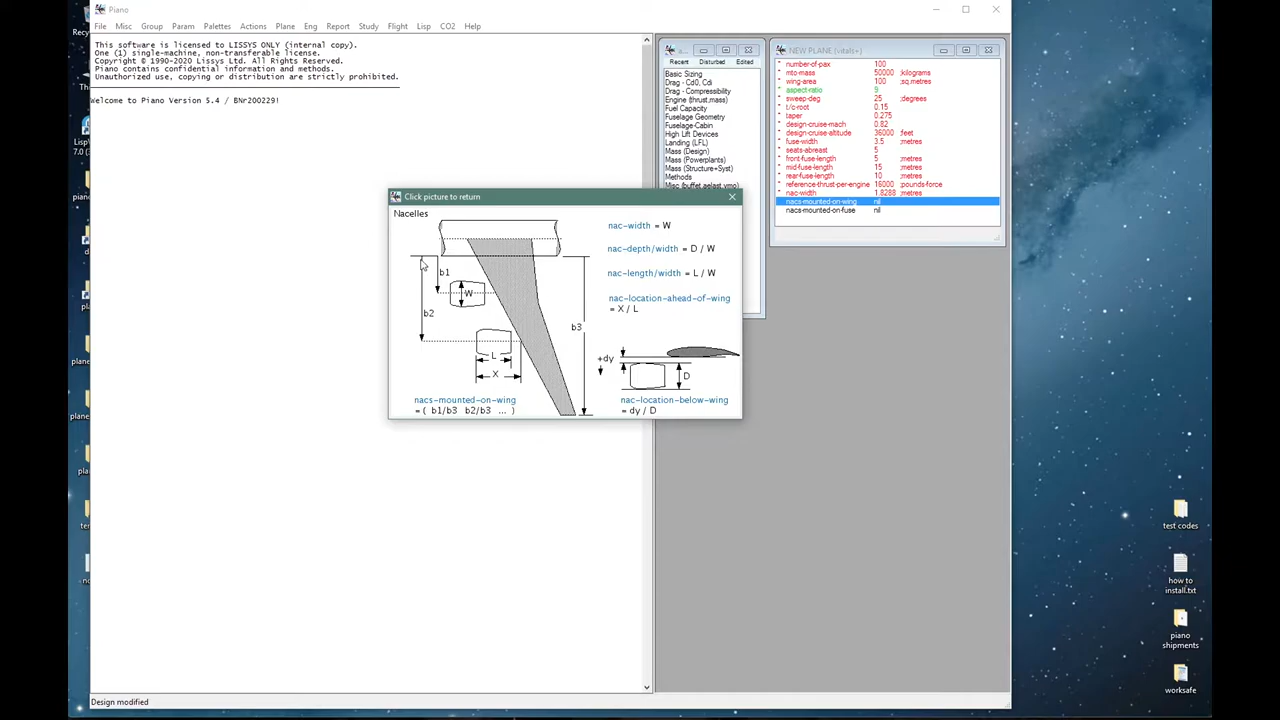 Piano
File Misc Group Param Palettes Actions Plane Eng Report Study Flight Lisp CO2 Help
This software is licensed to LISSYS ONLY (internal copy).
One (1) single-machine, non-transferable license.
Copyright © 1990-2020 Lissys Ltd. All Rights Reserved.
Piano contains confidential information and methods.
Unauthorized use, copying or distribution are strictly prohibited.
Welcome to Piano Version 5.4 / BNr200229!
Recent Disturbed Edited
Basic Sizing
Drag - Cd0, Cdi
Drag - Compressibility
Engine (thrust,mass)
Fuel Capacity
Fuselage Geometry
Fuselage-Cabin
High Lift Devices
Landing (LFL)
Mass (Design)
Mass (Powerplants)
Mass (Structure+Syst)
Methods
Misc (buffet,aelast,vmo)
NEW PLANE (vitals+)
* number-of-pax 100
* mto-mass 50000 ;kilograms
* wing-area 100 ;sq.metres
* aspect-ratio 9
* sweep-deg 25 ;degrees
* t/c-root 0.15
* taper 0.275
* design-cruise-mach 0.82
* design-cruise-altitude 36000 ;feet
* fuse-width 3.5 ;metres
* seats-abreast 5
* front-fuse-length 5 ;metres
* mid-fuse-length 15 ;metres
* rear-fuse-length 10 ;metres
* reference-thrust-per-engine 16000 ;pounds-force
* nac-width 1.8288 ;metres
nacs-mounted-on-wing nil
nacs-mounted-on-fuse nil
Click picture to return
Nacelles
b1
W
b2
L
X
b3
nacs-mounted-on-wing
= ( b1/b3 b2/b3 ... )
nac-width = W
nac-depth/width = D / W
nac-length/width = L / W
nac-location-ahead-of-wing
= X / L
+dy
D
nac-location-below-wing
= dy / D
Design modified
test codes
how to
install.txt
piano
shipments
worksafe